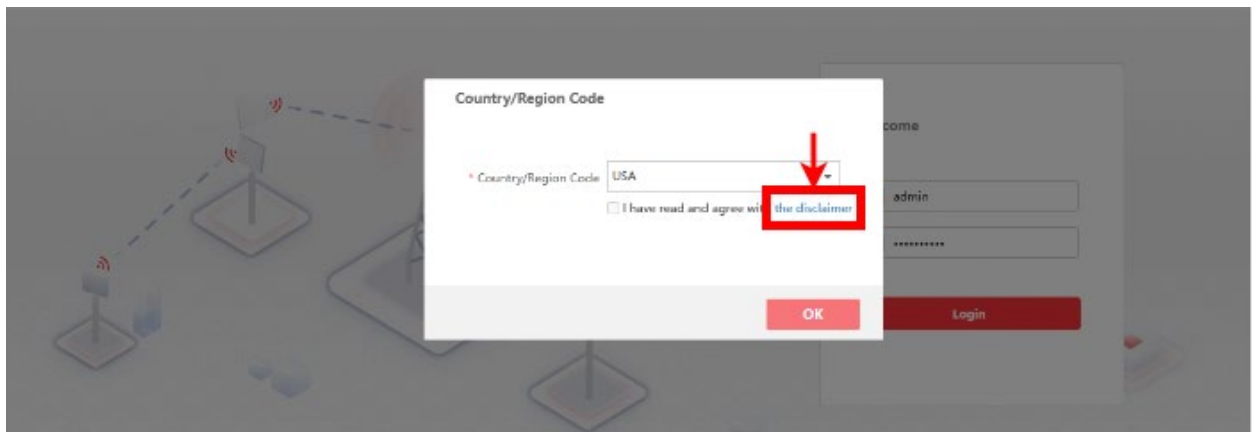 Country/Region Code
come
* Country/Region Code USA
I have read and agree wit the disclaimer
admin
••••••••••
OK
Login